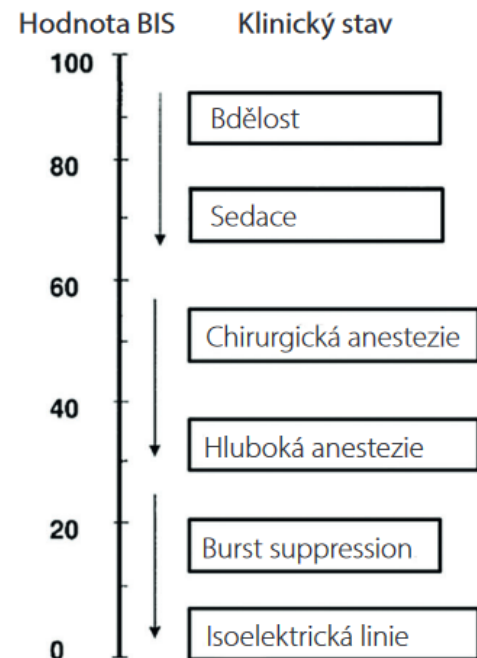 Hodnota BIS Klinický stav
100
Bdělost
80
Sedace
60
Chirurgická anestezie
40
Hluboká anestezie
20
Burst suppression
0
Isoelektrická linie